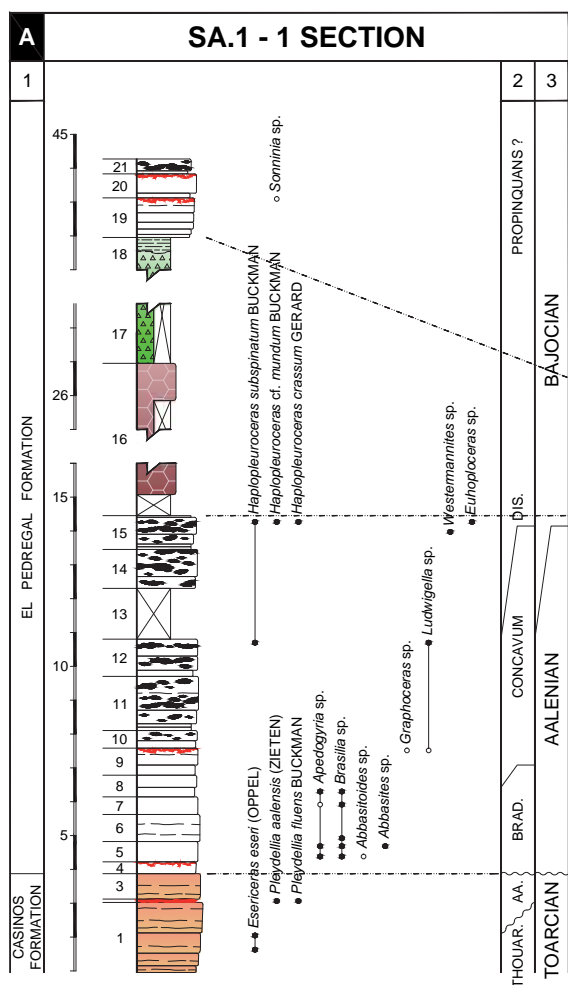 A
SA.1 - 1 SECTION
1
2
3
EL PEDREGAL FORMATION
CASINOS
FORMATION
45
26
15
10
5
21
20
19
18
17
16
15
14
13
12
11
10
9
8
7
6
5
4
3
1
Sonninia sp.
Haplopleuroceras subspinatum BUCKMAN
Haplopleuroceras cf. mundum BUCKMAN
Haplopleuroceras crassum GERARD
Westermannites sp.
Euhoploceras sp.
Ludwigella sp.
Graphoceras sp.
Esericeras eseri (OPPEL)
Pleydellia aalensis (ZIETEN)
Pleydellia fluens BUCKMAN
Apedogyria sp.
Brasilia sp.
Abbasitoides sp.
Abbasites sp.
PROPINQUANS ?
DIS.
CONCAVUM
BRAD.
AA.
THOUAR.
BAJOCIAN
AALENIAN
TOARCIAN